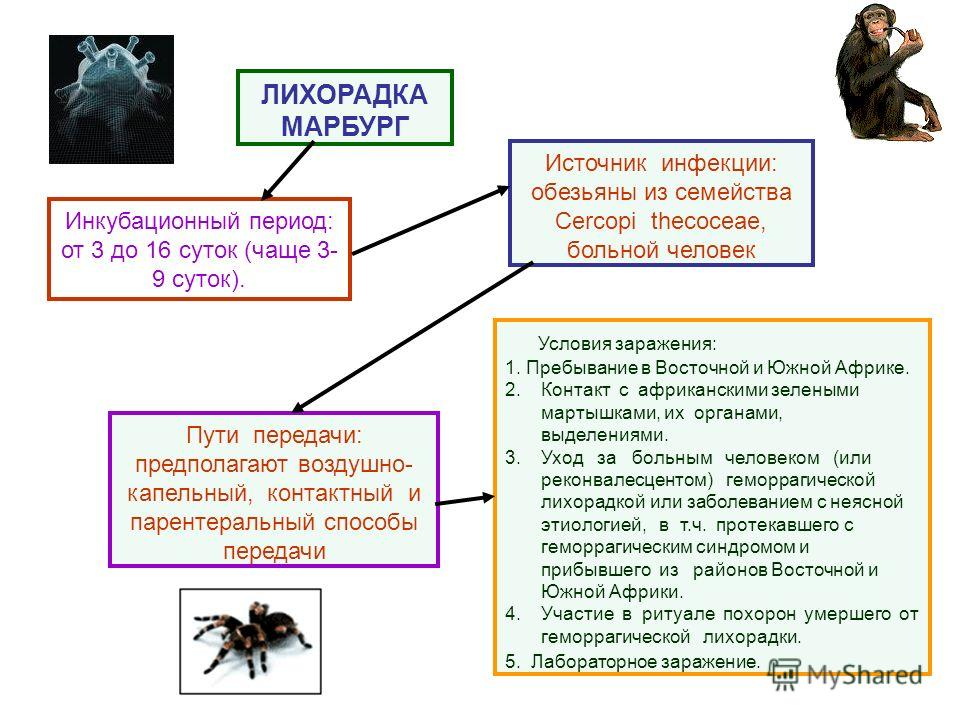 ЛИХОРАДКА
МАРБУРГ
Инкубационный период:
от 3 до 16 суток (чаще 3-
9 суток).
Источник инфекции:
обезьяны из семейства
Cercopi thecoceae,
больной человек
Пути передачи:
предполагают воздушно-
капельный, контактный и
парентеральный способы
передачи
Условия заражения:
1. Пребывание в Восточной и Южной Африке.
2. Контакт с африканскими зелеными
мартышками, их органами,
выделениями.
3. Уход за больным человеком (или
реконвалесцентом) геморрагической
лихорадкой или заболеванием с неясной
этиологией, в т.ч. протекавшего с
геморрагическим синдромом и
прибывшего из районов Восточной и
Южной Африки.
4. Участие в ритуале похорон умершего от
геморрагической лихорадки.
5. Лабораторное заражение.
MyShared